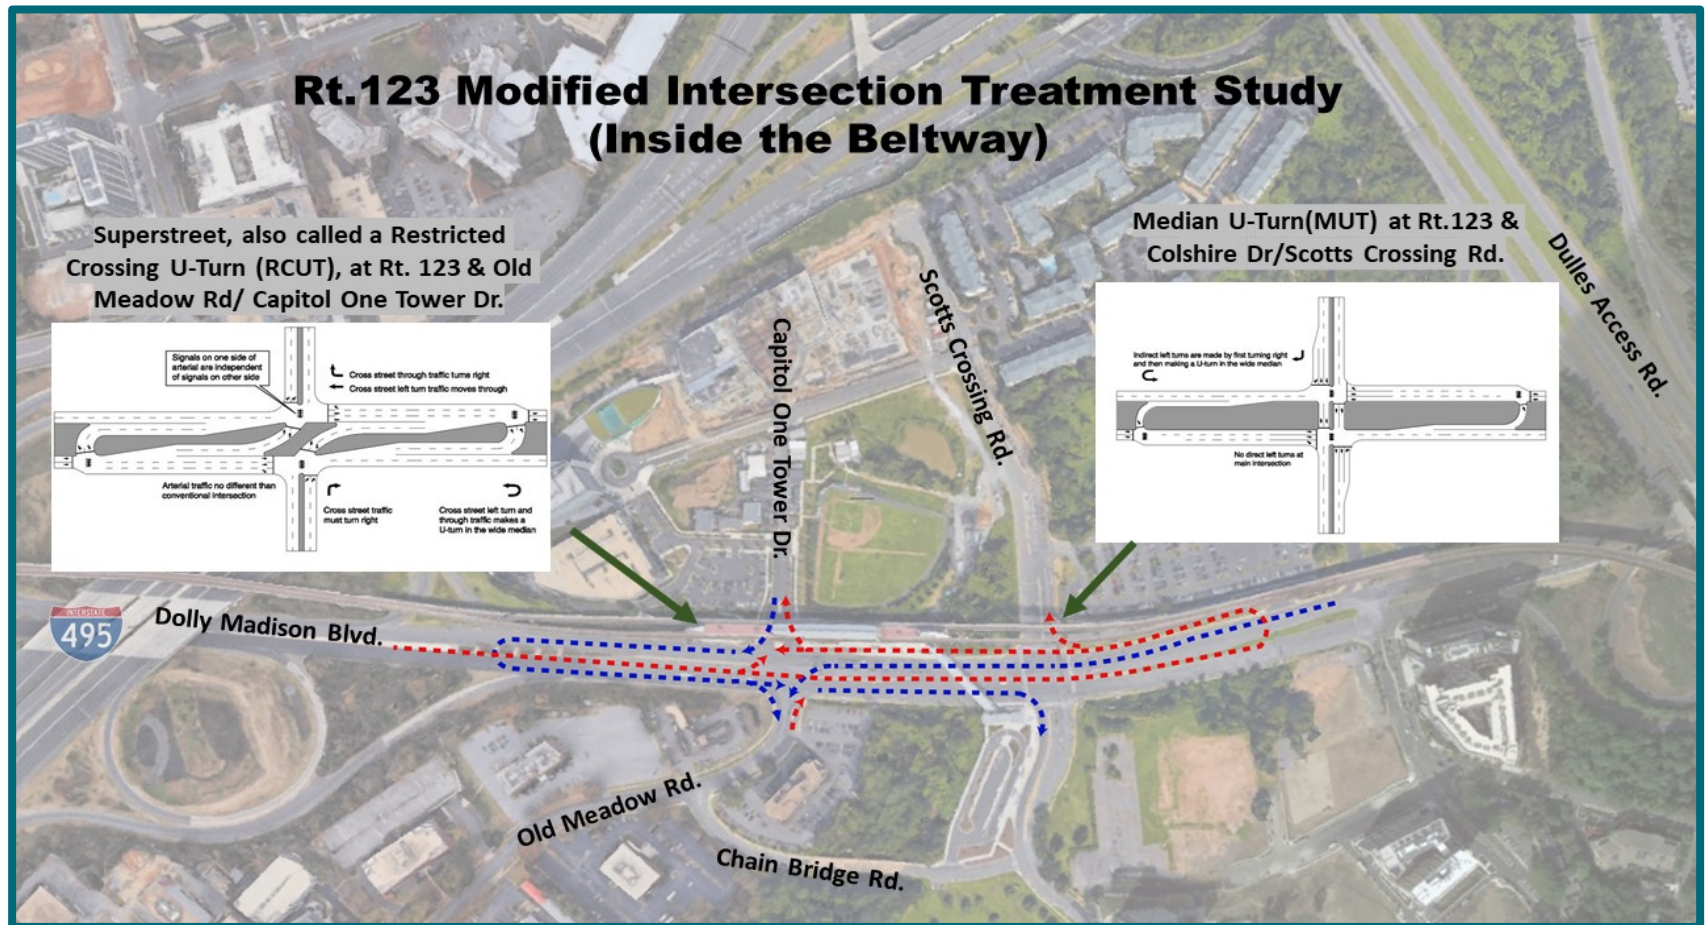 Rt.123 Modified Intersection Treatment Study
(Inside the Beltway)
Superstreet, also called a Restricted
Crossing U-Turn (RCUT), at Rt. 123 & Old
Meadow Rd/ Capitol One Tower Dr.
Signals on one side of
arterial are independent
of signals on other side
Cross street through traffic turns right
Cross street left turn traffic moves through
Arterial traffic no different than
conventional intersection
Cross street traffic
must turn right
Cross street left turn and
through traffic makes a
U-turn in the wide median
Median U-Turn(MUT) at Rt.123 &
Colshire Dr/Scotts Crossing Rd.
Indirect left turns are made by first turning right
and then making a U-turn in the wide median
No direct left turns at
main intersection
Capitol One Tower Dr.
Scotts Crossing Rd.
Dulles Access Rd.
INTERSTATE
495
Dolly Madison Blvd.
Old Meadow Rd.
Chain Bridge Rd.